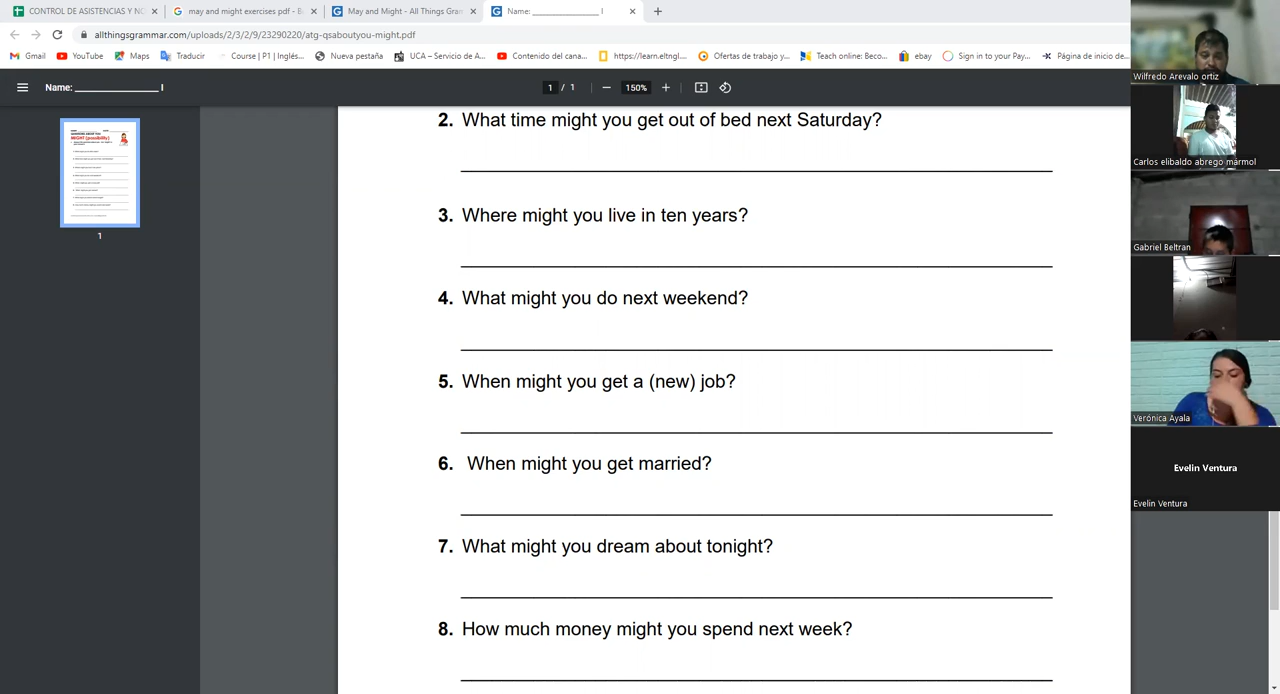 CONTROL DE ASISTENCIAS Y NO
may and might exercises pdf - B
May and Might - All Things Gram
Name: ______________ I
allthingsgrammar.com/uploads/2/3/2/9/23290220/atg-qsaboutyou-might.pdf
Gmail
YouTube
Maps
Traducir
Course | P1 | Inglés...
Nueva pestaña
UCA – Servicio de A...
Contenido del cana...
https://learn.eltngl...
Ofertas de trabajo y...
Teach online: Beco...
ebay
Sign in to your Pay...
Página de inicio de...
Name: ______________ I
1 / 1
150%
MIGHT (possibility)
1
2. What time might you get out of bed next Saturday?
3. Where might you live in ten years?
4. What might you do next weekend?
5. When might you get a (new) job?
6. When might you get married?
7. What might you dream about tonight?
8. How much money might you spend next week?
Wilfredo Arevalo ortiz
Carlos elibaldo abrego mármol
Gabriel Beltran
Verónica Ayala
Evelin Ventura
Evelin Ventura